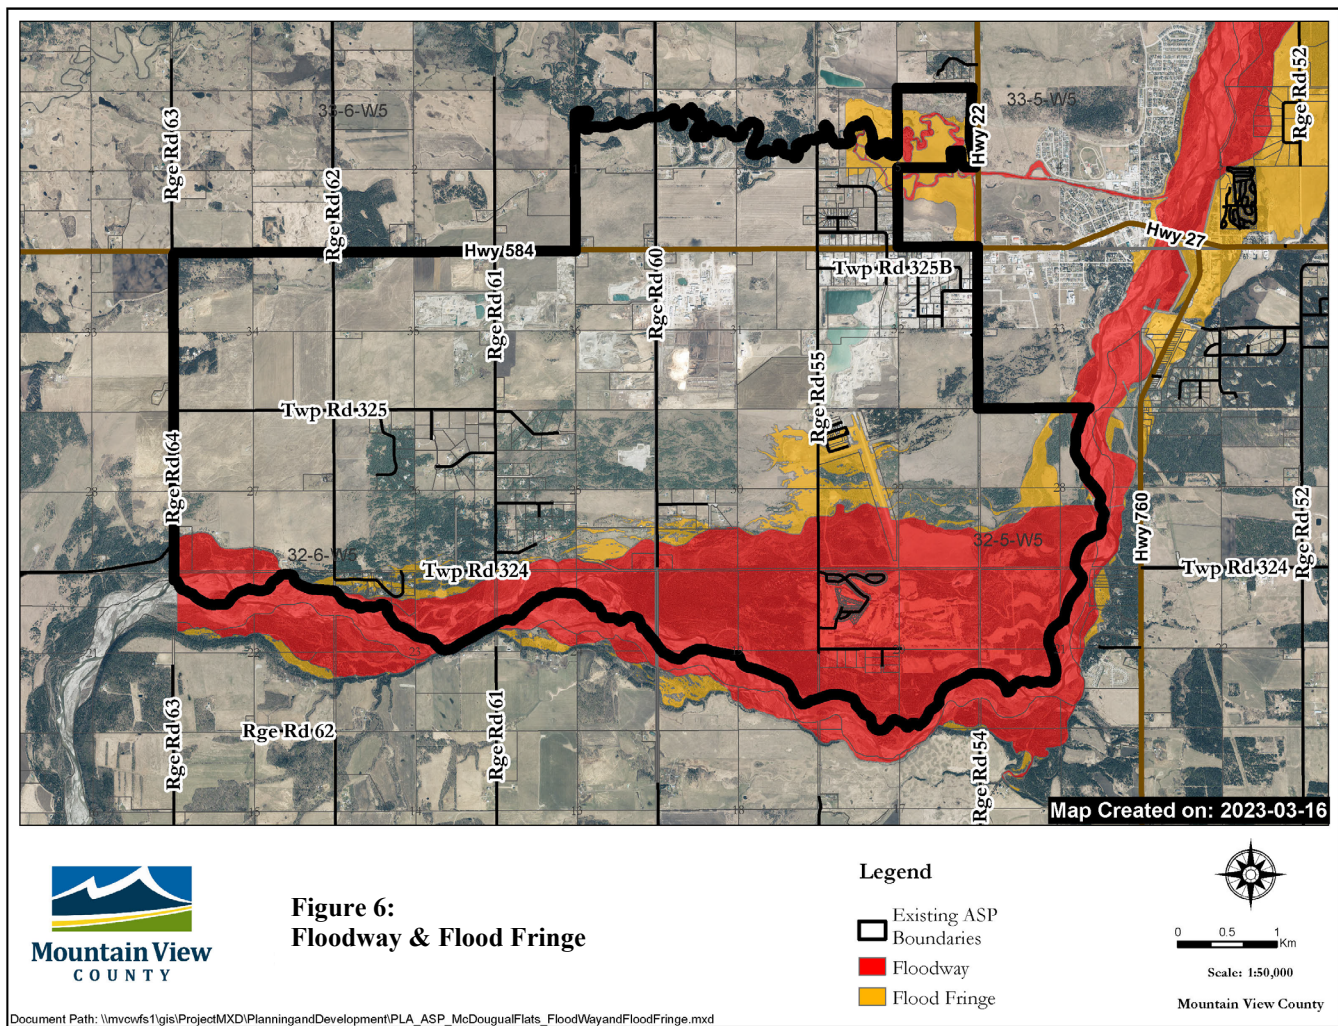 33-6-W5
33-5-W5
Rge Rd 63
Rge Rd 62
Hwy 22
Rge Rd 52
Hwy 584
Rge Rd 61
Rge Rd 60
Twp Rd 325B
Hwy 27
Twp Rd 325
Rge Rd 55
Rge Rd 64
32-6-W5
Twp Rd 324
32-5-W5
Hwy 760
Twp Rd 324
Rge Rd 52
Rge Rd 63
Rge Rd 62
Rge Rd 61
Rge Rd 54
Map Created on: 2023-03-16
Mountain View
COUNTY
Figure 6:
Floodway & Flood Fringe
Legend
Existing ASP
Boundaries
Floodway
Flood Fringe
0 0.5 1
Km
Scale: 1:50,000
Mountain View County
Document Path: \\mvcwfs1\gis\ProjectMXD\PlanningandDevelopment\PLA_ASP_McDougualFlats_FloodWayandFloodFringe.mxd